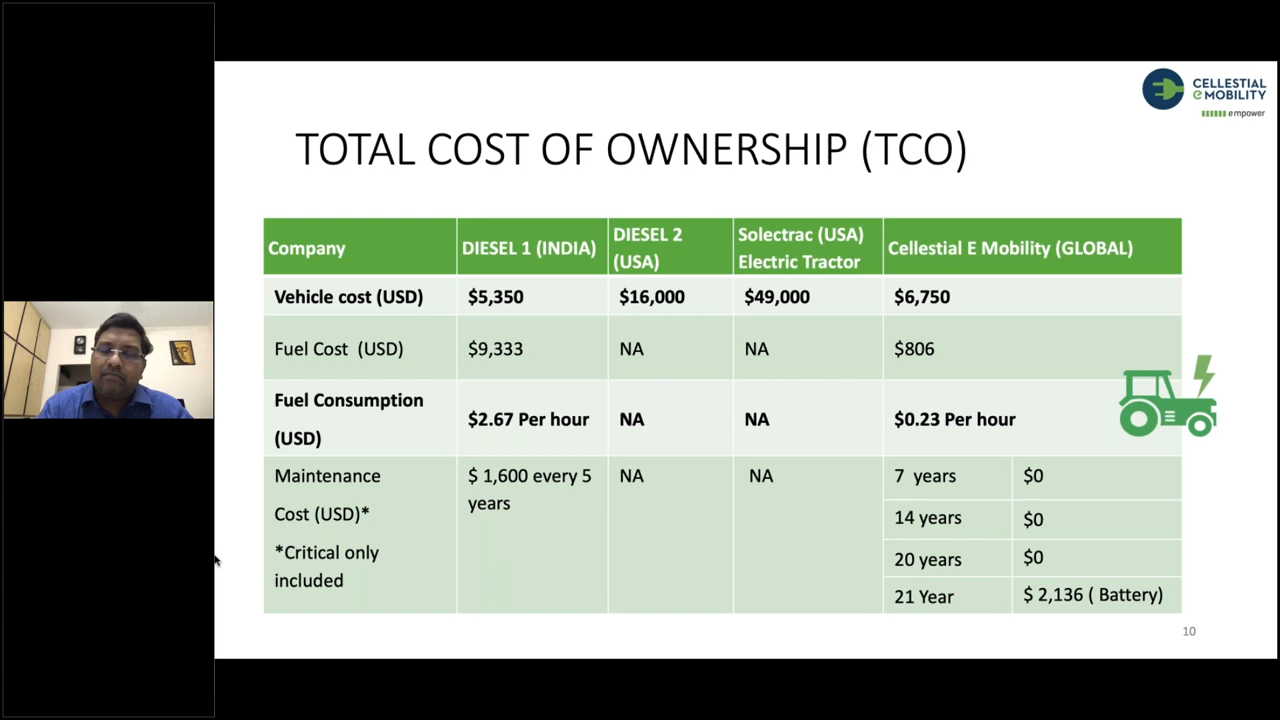 CELLESTIAL
eMOBILITY
empower
TOTAL COST OF OWNERSHIP (TCO)
Company
DIESEL 1 (INDIA)
DIESEL 2
(USA)
Solectrac (USA)
Electric Tractor
Cellestial E Mobility (GLOBAL)
Vehicle cost (USD)
$5,350
$16,000
$49,000
$6,750
Fuel Cost (USD)
$9,333
NA
NA
$806
Fuel Consumption
(USD)
$2.67 Per hour
NA
NA
$0.23 Per hour
Maintenance
Cost (USD)*
*Critical only
included
$ 1,600 every 5
years
NA
NA
7 years
$0
14 years
$0
20 years
$0
21 Year
$ 2,136 ( Battery)
10